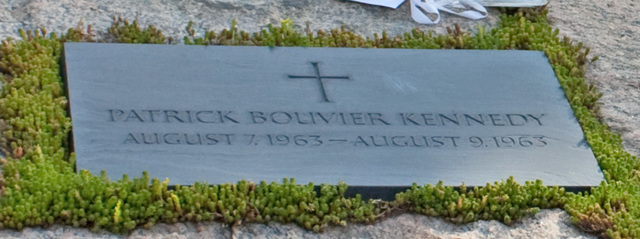 PATRICK BOUVIER KENNEDY
AUGUST 7, 1963 – AUGUST 9, 1963